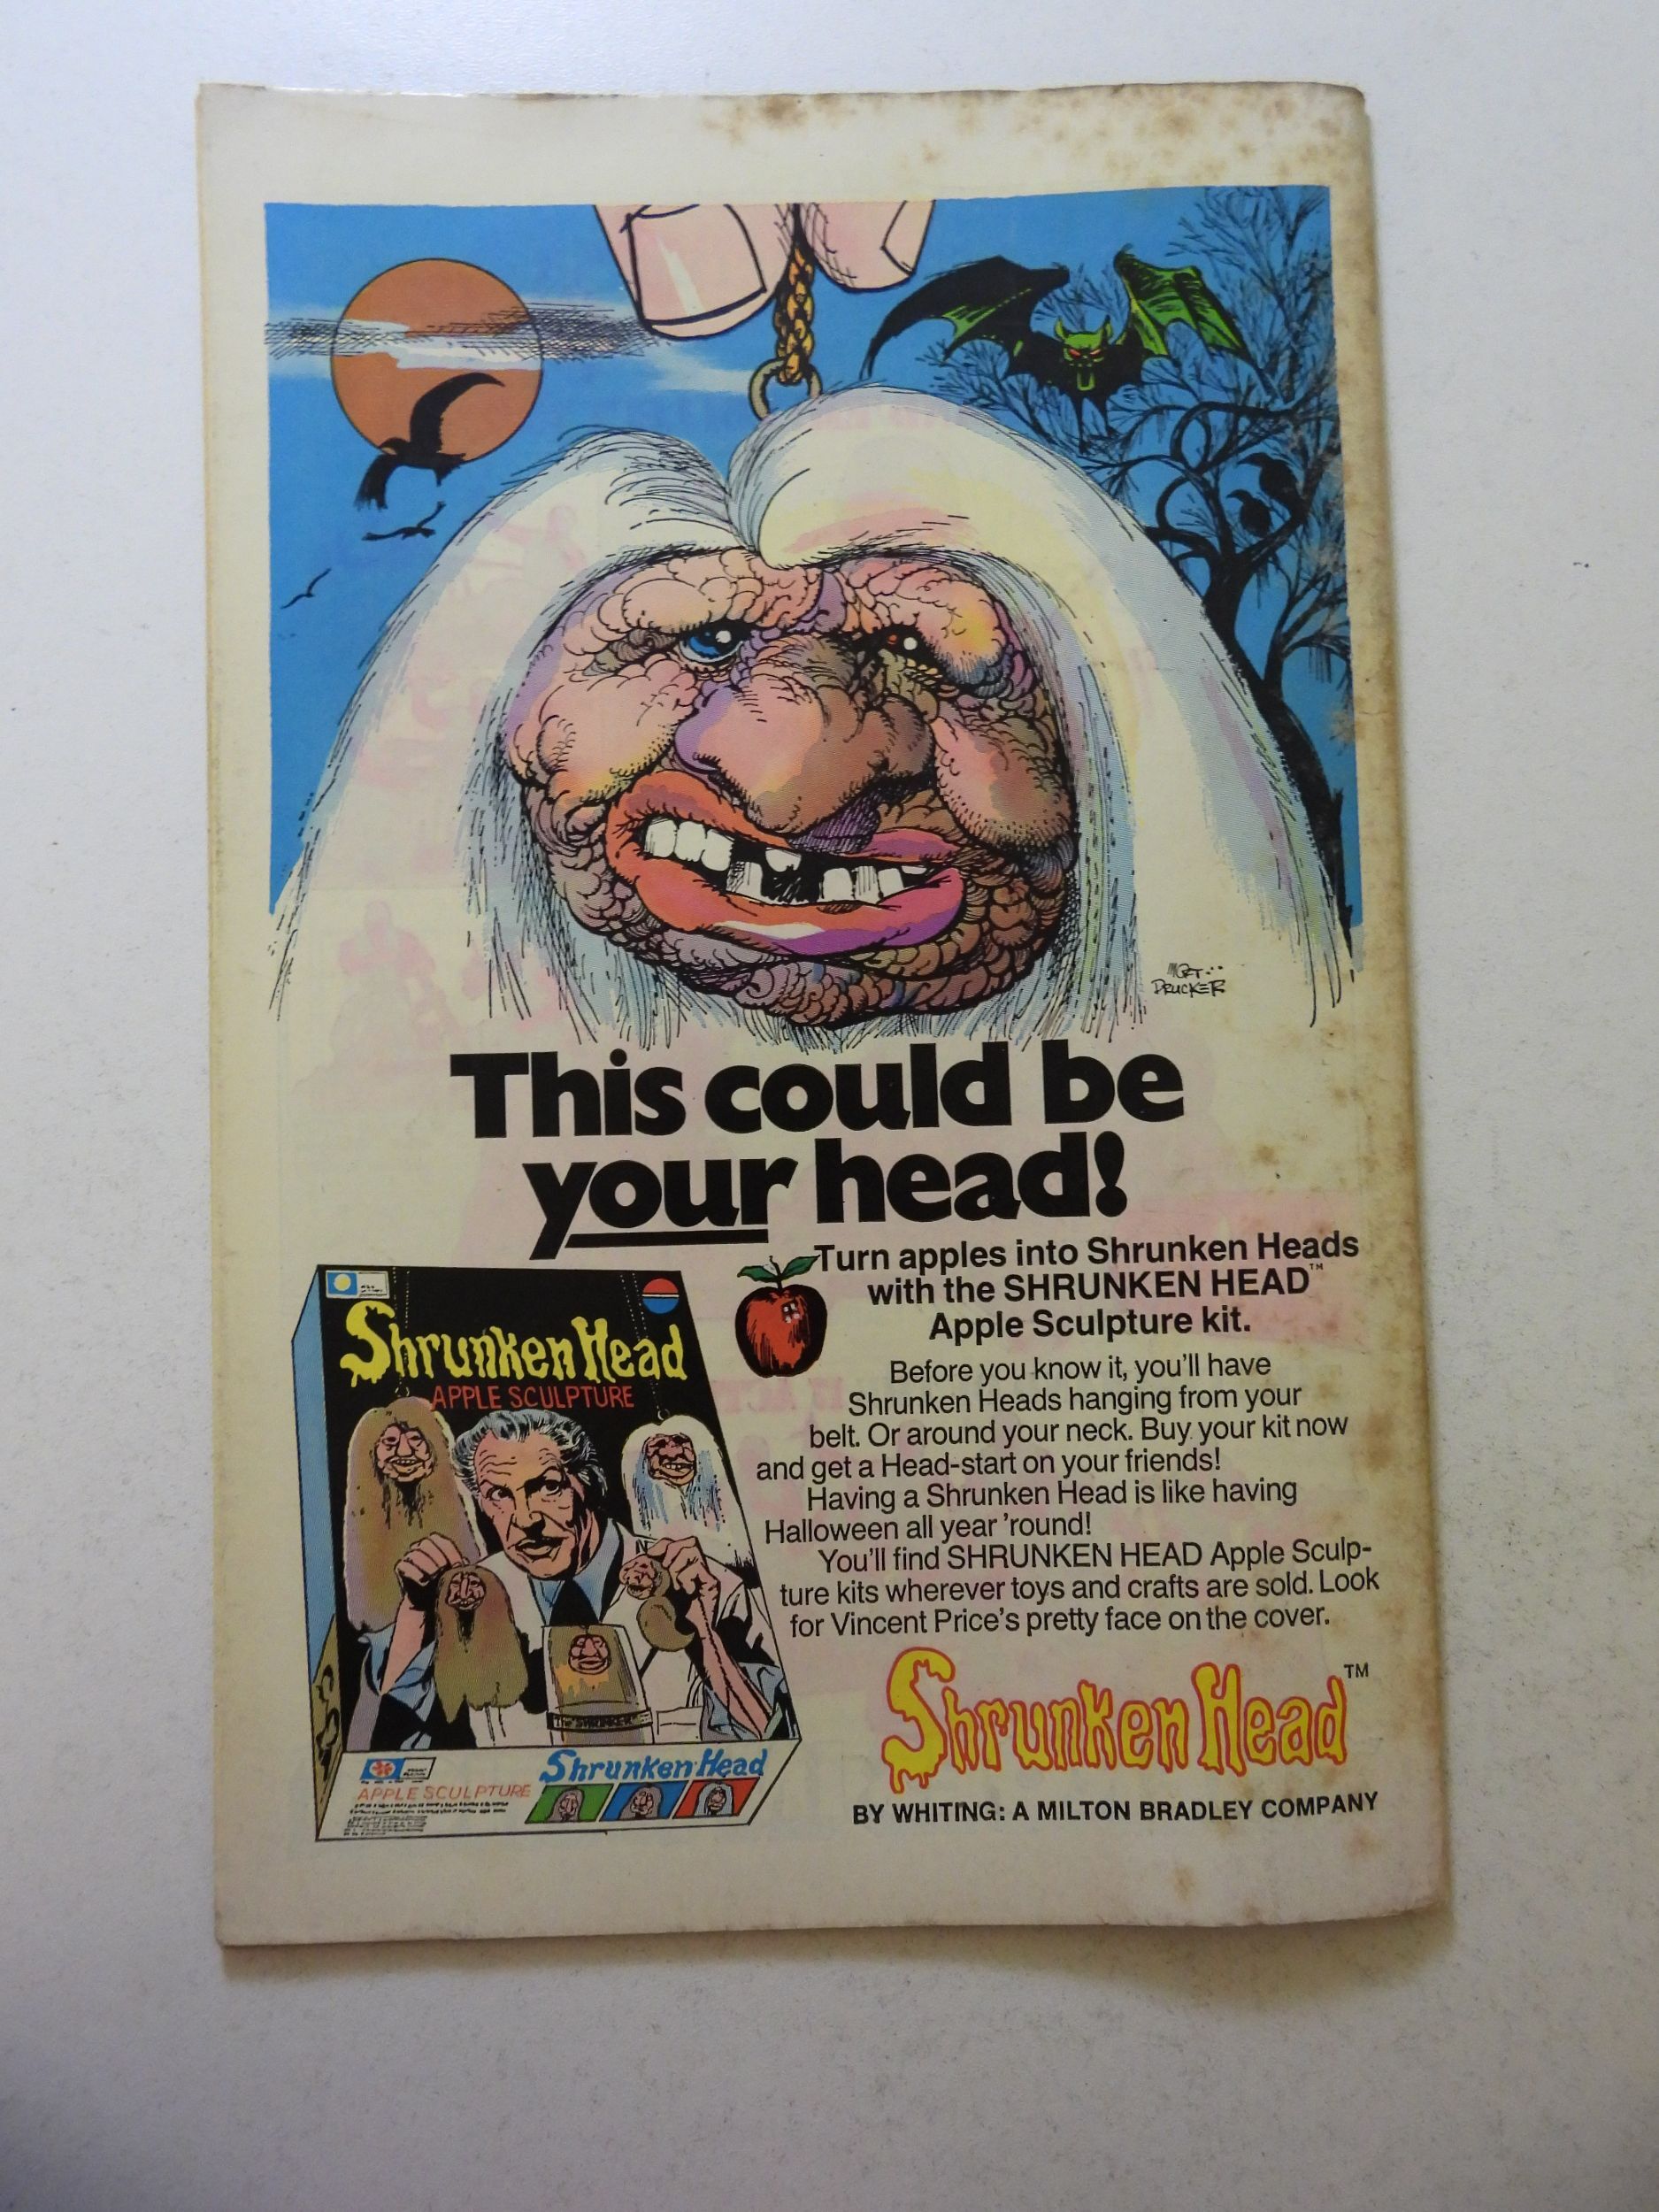 MORT
DRUCKER
This could be
your head!
Turn apples into Shrunken Heads
with the SHRUNKEN HEAD™
Apple Sculpture kit.
Before you know it, you'll have
Shrunken Heads hanging from your
belt. Or around your neck. Buy your kit now
and get a Head-start on your friends!
Having a Shrunken Head is like having
Halloween all year 'round!
You'll find SHRUNKEN HEAD Apple Sculp-
ture kits wherever toys and crafts are sold. Look
for Vincent Price's pretty face on the cover.
Shrunken Head™
BY WHITING: A MILTON BRADLEY COMPANY
Shrunken Head
APPLE SCULPTURE
The "SHRINKER"
Shrunken Head
APPLE SCULPTURE